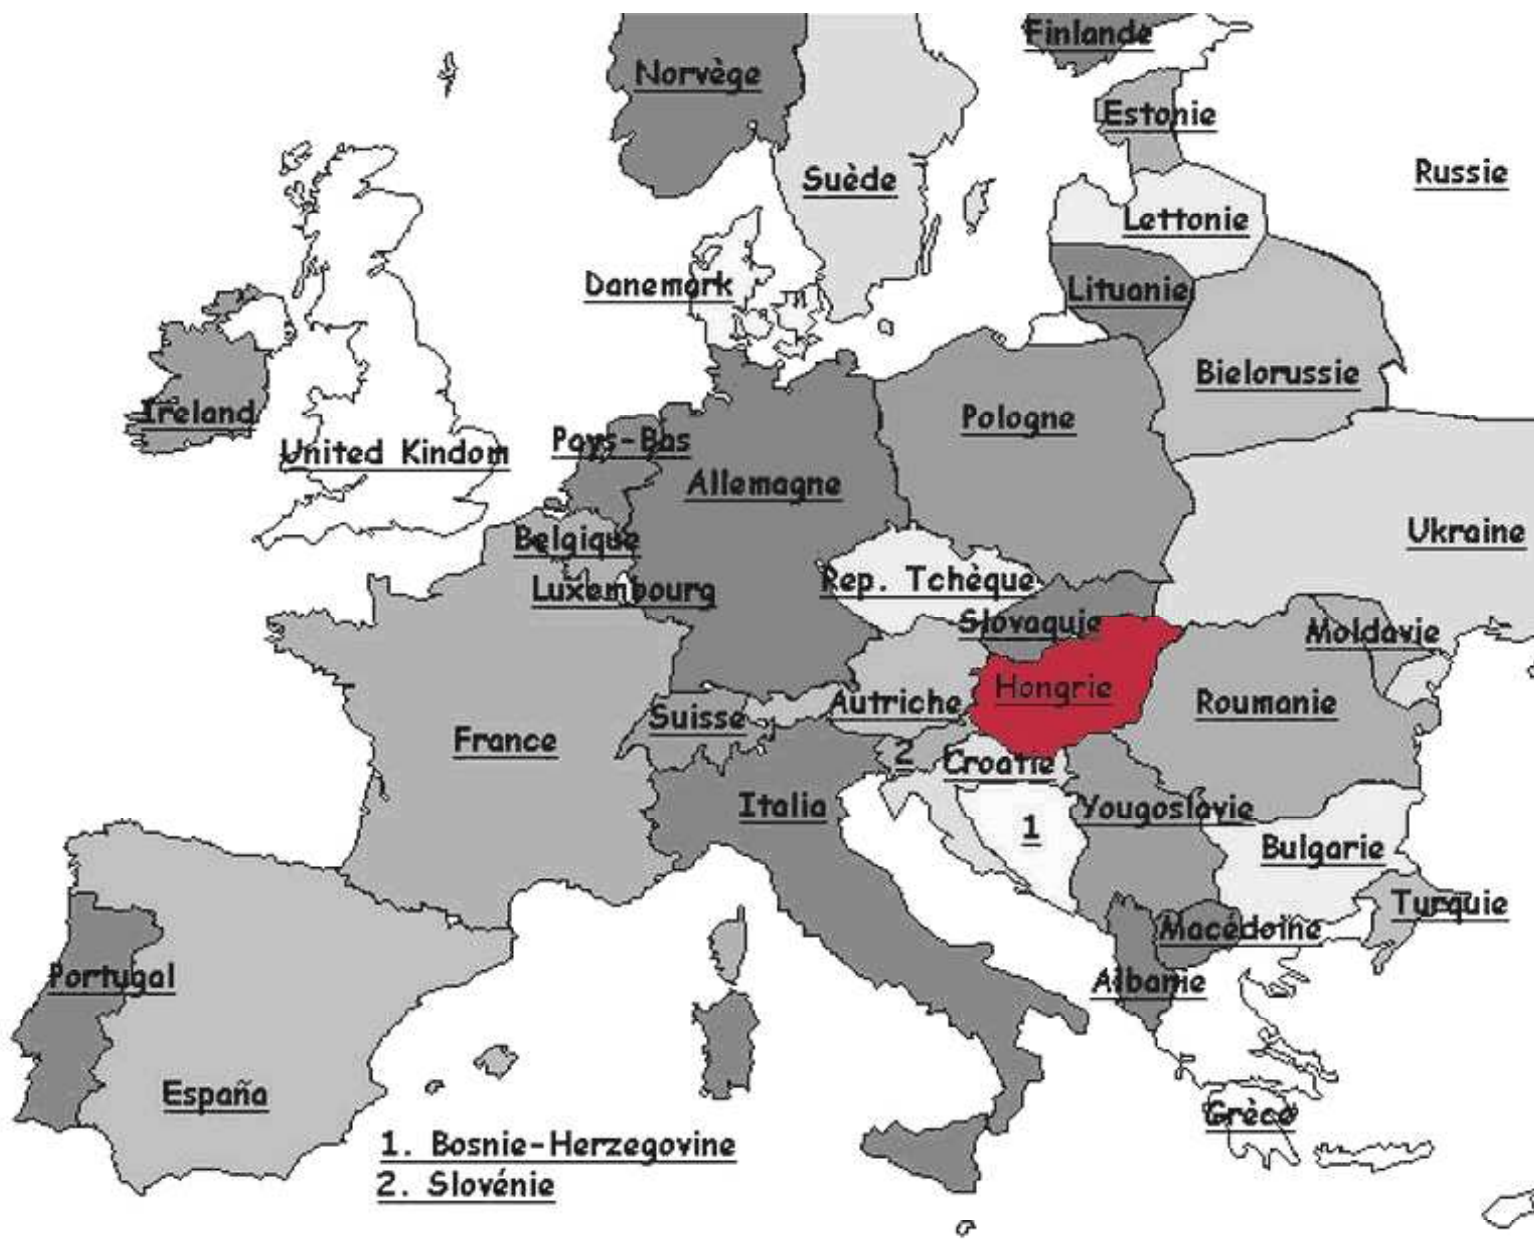 Finlande
Norvège
Estonie
Russie
Suède
Lettonie
Danemark
Lituanie
Bielorussie
Ireland
Pologne
United Kindom
Pays-Bas
Allemagne
Ukraine
Belgique
Rep. Tchèque
Luxembourg
Slovaquie
Moldavie
Hongrie
Autriche
Roumanie
Suisse
France
2
Croatie
Italia
Yougoslavie
1
Bulgarie
Turquie
Macédoine
Portugal
Albanie
España
Grèce
1. Bosnie-Herzegovine
2. Slovénie